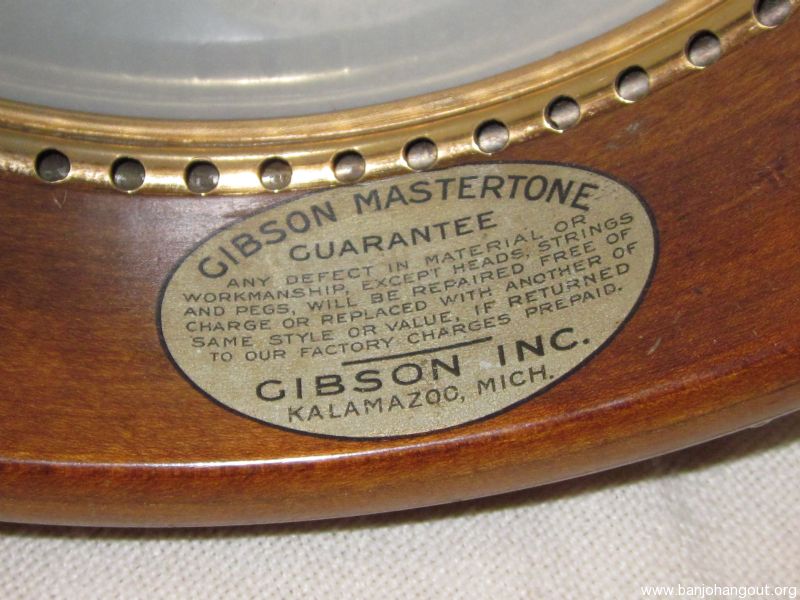 GIBSON MASTERTONE
GUARANTEE
ANY DEFECT IN MATERIAL OR
WORKMANSHIP, EXCEPT HEADS, STRINGS
AND PEGS, WILL BE REPAIRED FREE OF
CHARGE OR REPLACED WITH ANOTHER OF
SAME STYLE OR VALUE, IF RETURNED
TO OUR FACTORY CHARGES PREPAID.
GIBSON INC.
KALAMAZOO, MICH.
www.banjohangout.org